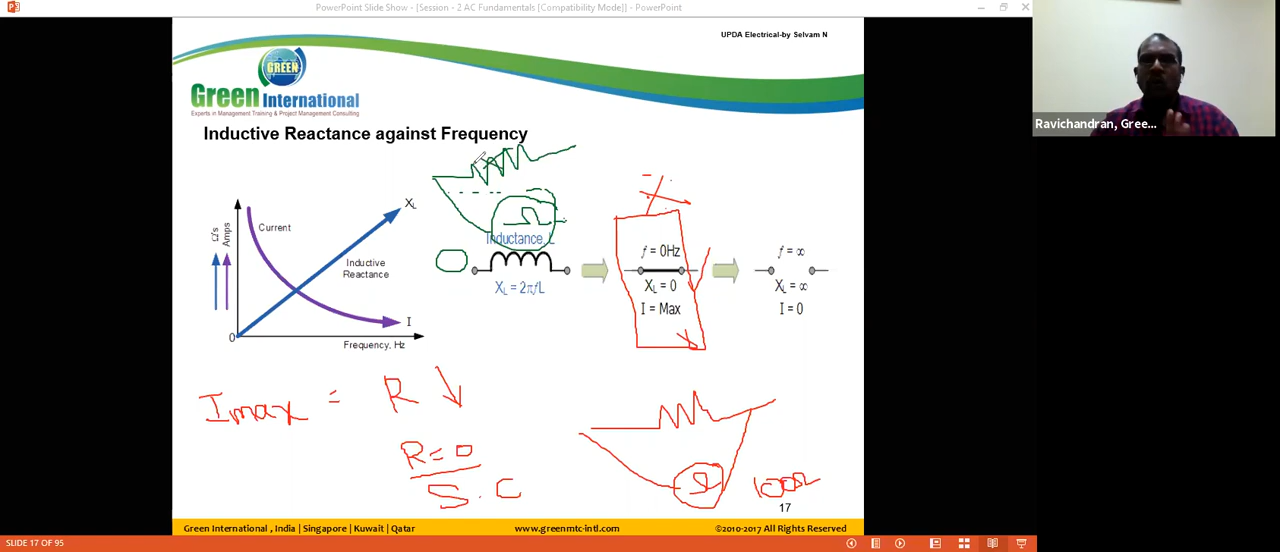 PowerPoint Slide Show - [Session - 2 AC Fundamentals [Compatibility Mode]] - PowerPoint
UPDA Electrical-by Selvam N
GREEN
Green International
Experts in Management Training & Project Management Consulting
Ravichandran, Gree...
Inductive Reactance against Frequency
Ω's
Amps
Current
XL
Inductive
Reactance
I
0
Frequency, Hz
Ω
Inductance, L
XL = 2πfL
f = 0Hz
XL = 0
I = Max
f = ∞
XL = ∞
I = 0
Imax = R ↓
R = 0
S.C
Ω
100Ω
17
Green International , India | Singapore | Kuwait | Qatar
www.greenmtc-intl.com
©2010-2017 All Rights Reserved
SLIDE 17 OF 95